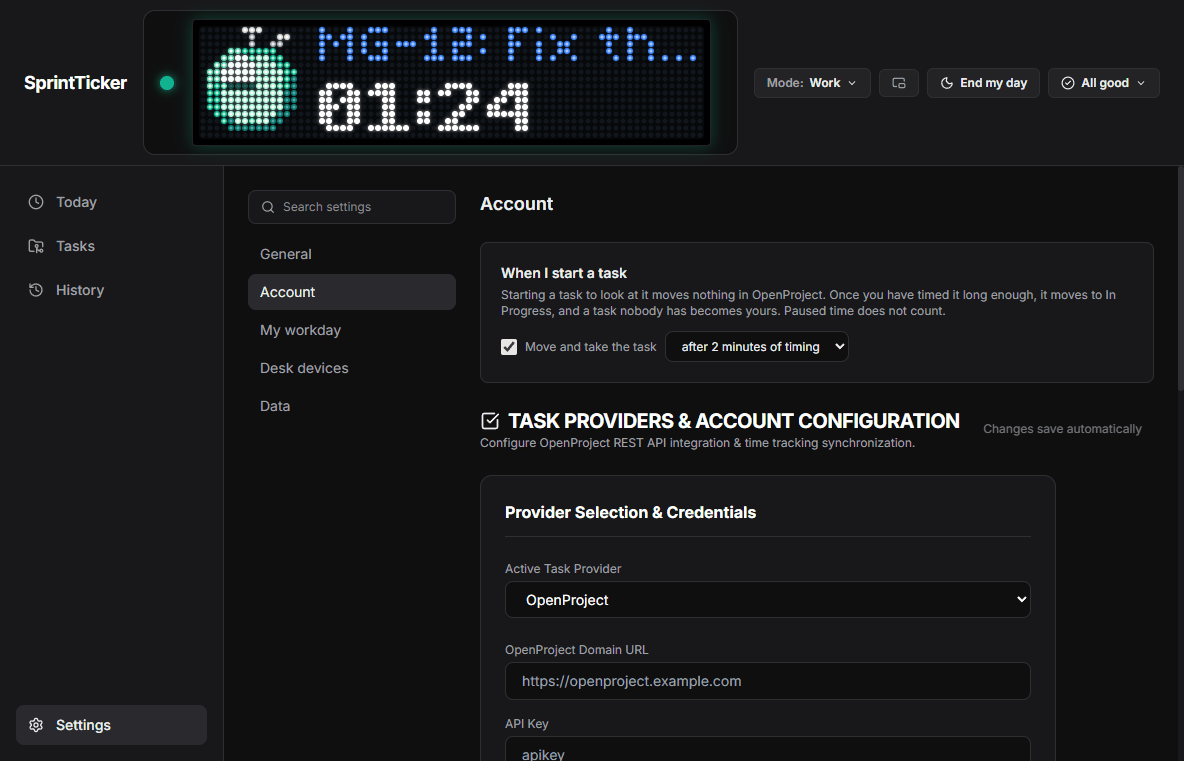 SprintTicker
MG-12: Fix th...
01:24
Mode: Work
End my day
All good
Today
Tasks
History
Settings
Search settings
General
Account
My workday
Desk devices
Data
Account
When I start a task
Starting a task to look at it moves nothing in OpenProject. Once you have timed it long enough, it moves to In
Progress, and a task nobody has becomes yours. Paused time does not count.
Move and take the task
after 2 minutes of timing
TASK PROVIDERS & ACCOUNT CONFIGURATION
Changes save automatically
Configure OpenProject REST API integration & time tracking synchronization.
Provider Selection & Credentials
Active Task Provider
OpenProject
OpenProject Domain URL
https://openproject.example.com
API Key
apikey